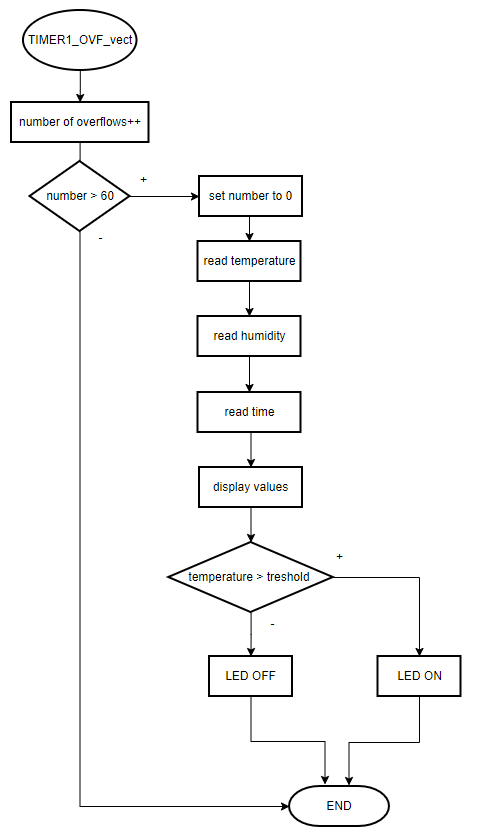 TIMER1_OVF_vect
number of overflows++
number > 60
+
-
set number to 0
read temperature
read humidity
read time
display values
temperature > treshold
+
-
LED OFF
LED ON
END